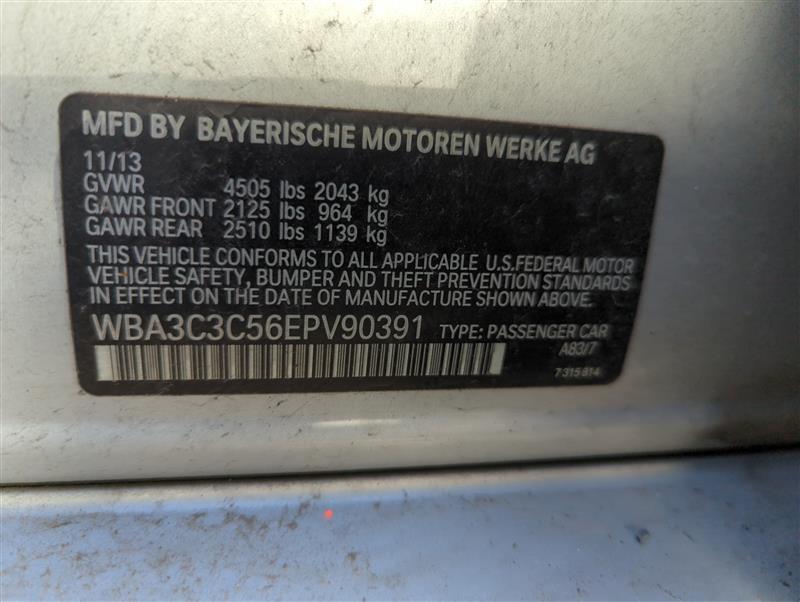 MFD BY BAYERISCHE MOTOREN WERKE AG
11/13
GVWR 4505 lbs 2043 kg
GAWR FRONT 2125 lbs 964 kg
GAWR REAR 2510 lbs 1139 kg
THIS VEHICLE CONFORMS TO ALL APPLICABLE U.S.FEDERAL MOTOR
VEHICLE SAFETY, BUMPER AND THEFT PREVENTION STANDARDS
IN EFFECT ON THE DATE OF MANUFACTURE SHOWN ABOVE.
WBA3C3C56EPV90391 TYPE: PASSENGER CAR
A83/7
7 315 814